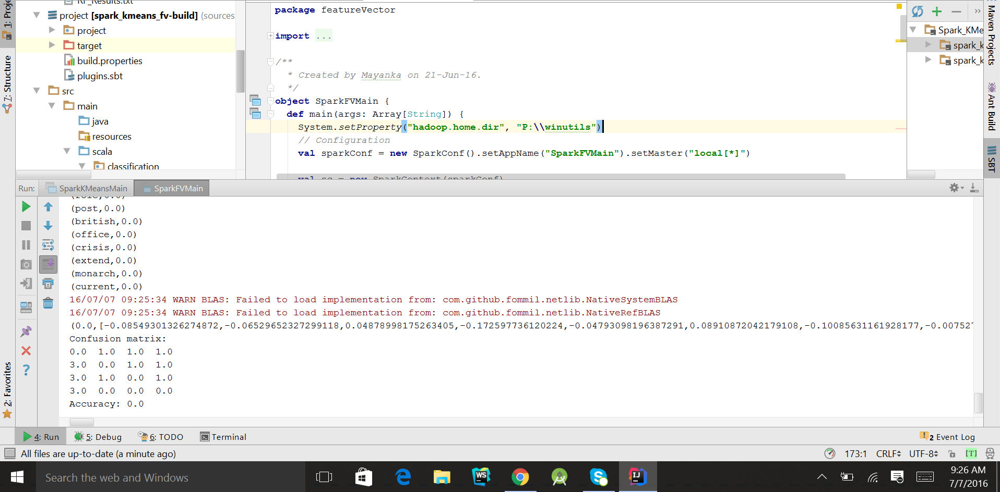 project [spark_kmeans_fv-build] (sources
project
target
build.properties
plugins.sbt
src
main
java
resources
scala
classification
package featureVector
import ...
/**
* Created by Mayanka on 21-Jun-16.
*/
object SparkFVMain {
def main(args: Array[String]) {
System.setProperty("hadoop.home.dir", "P:\\winutils")
// Configuration
val sparkConf = new SparkConf().setAppName("SparkFVMain").setMaster("local[*]")
val sc = new SparkContext(sparkConf)
Spark_KMe
spark_k
spark_k
1: Proje
7: Structure
2: Favorites
Maven Projects
Ant Build
SBT
Run:
SparkKMeansMain
SparkFVMain
(post,0.0)
(british,0.0)
(office,0.0)
(crisis,0.0)
(extend,0.0)
(monarch,0.0)
(current,0.0)
16/07/07 09:25:34 WARN BLAS: Failed to load implementation from: com.github.fommil.netlib.NativeSystemBLAS
16/07/07 09:25:34 WARN BLAS: Failed to load implementation from: com.github.fommil.netlib.NativeRefBLAS
(0.0,[-0.08549301326274872,-0.06529652327299118,0.04878998175263405,-0.172597736120224,-0.04793098196387291,0.08910872042179108,-0.10085631161928177,-0.007527
Confusion matrix:
0.0 1.0 1.0 1.0
3.0 0.0 1.0 1.0
3.0 1.0 0.0 1.0
3.0 0.0 0.0 0.0
Accuracy: 0.0
4: Run
5: Debug
6: TODO
Terminal
2 Event Log
All files are up-to-date (a minute ago)
173:1
CRLF
UTF-8
[T]
Search the web and Windows
WS
IJ
9:26 AM
7/7/2016